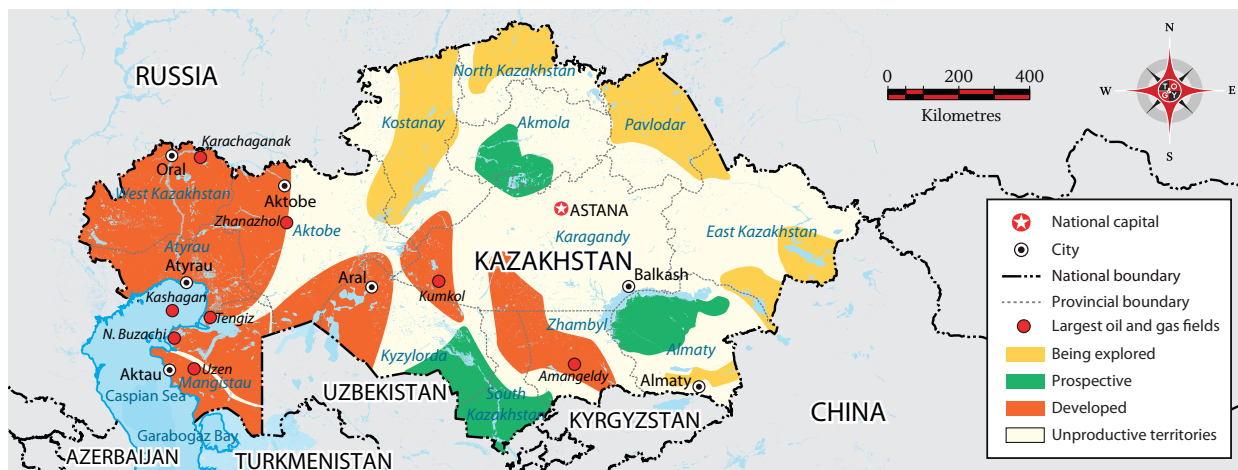 RUSSIA
North Kazakhstan
Kostanay
Akmola
Pavlodar
0 200 400
Kilometres
N
W
E
S
T O
G Y
Karachaganak
Oral
West Kazakhstan
Aktobe
Zhanazhol
Aktobe
ASTANA
Karagandy
East Kazakhstan
Atyrau
Atyrau
KAZAKHSTAN
Aral
Balkash
Kashagan
Kumkol
Tengiz
Zhambyl
N. Buzachi
Kyzylorda
Almaty
Uzen
Aktau
Mangistau
Amangeldy
Almaty
Caspian Sea
UZBEKISTAN
South
Kazakhstan
KYRGYZSTAN
CHINA
Garabogaz Bay
AZERBAIJAN
TURKMENISTAN
National capital
City
National boundary
Provincial boundary
Largest oil and gas fields
Being explored
Prospective
Developed
Unproductive territories